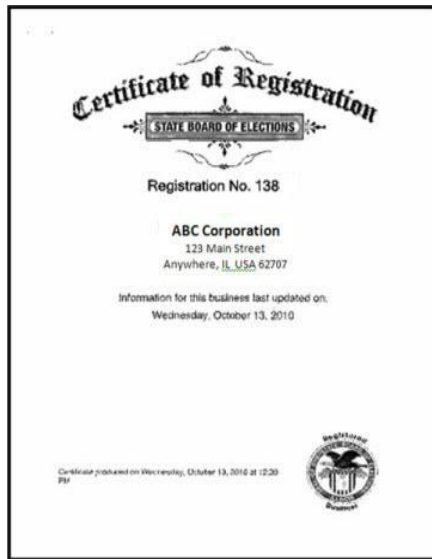 Certificate of Registration
STATE BOARD OF ELECTIONS
Registration No. 138
ABC Corporation
123 Main Street
Anywhere, IL USA 62707
Information for this business last updated on:
Wednesday, October 13, 2010
Certificate produced on Wednesday, October 13, 2010 at 12:39
PM
Registered
Business